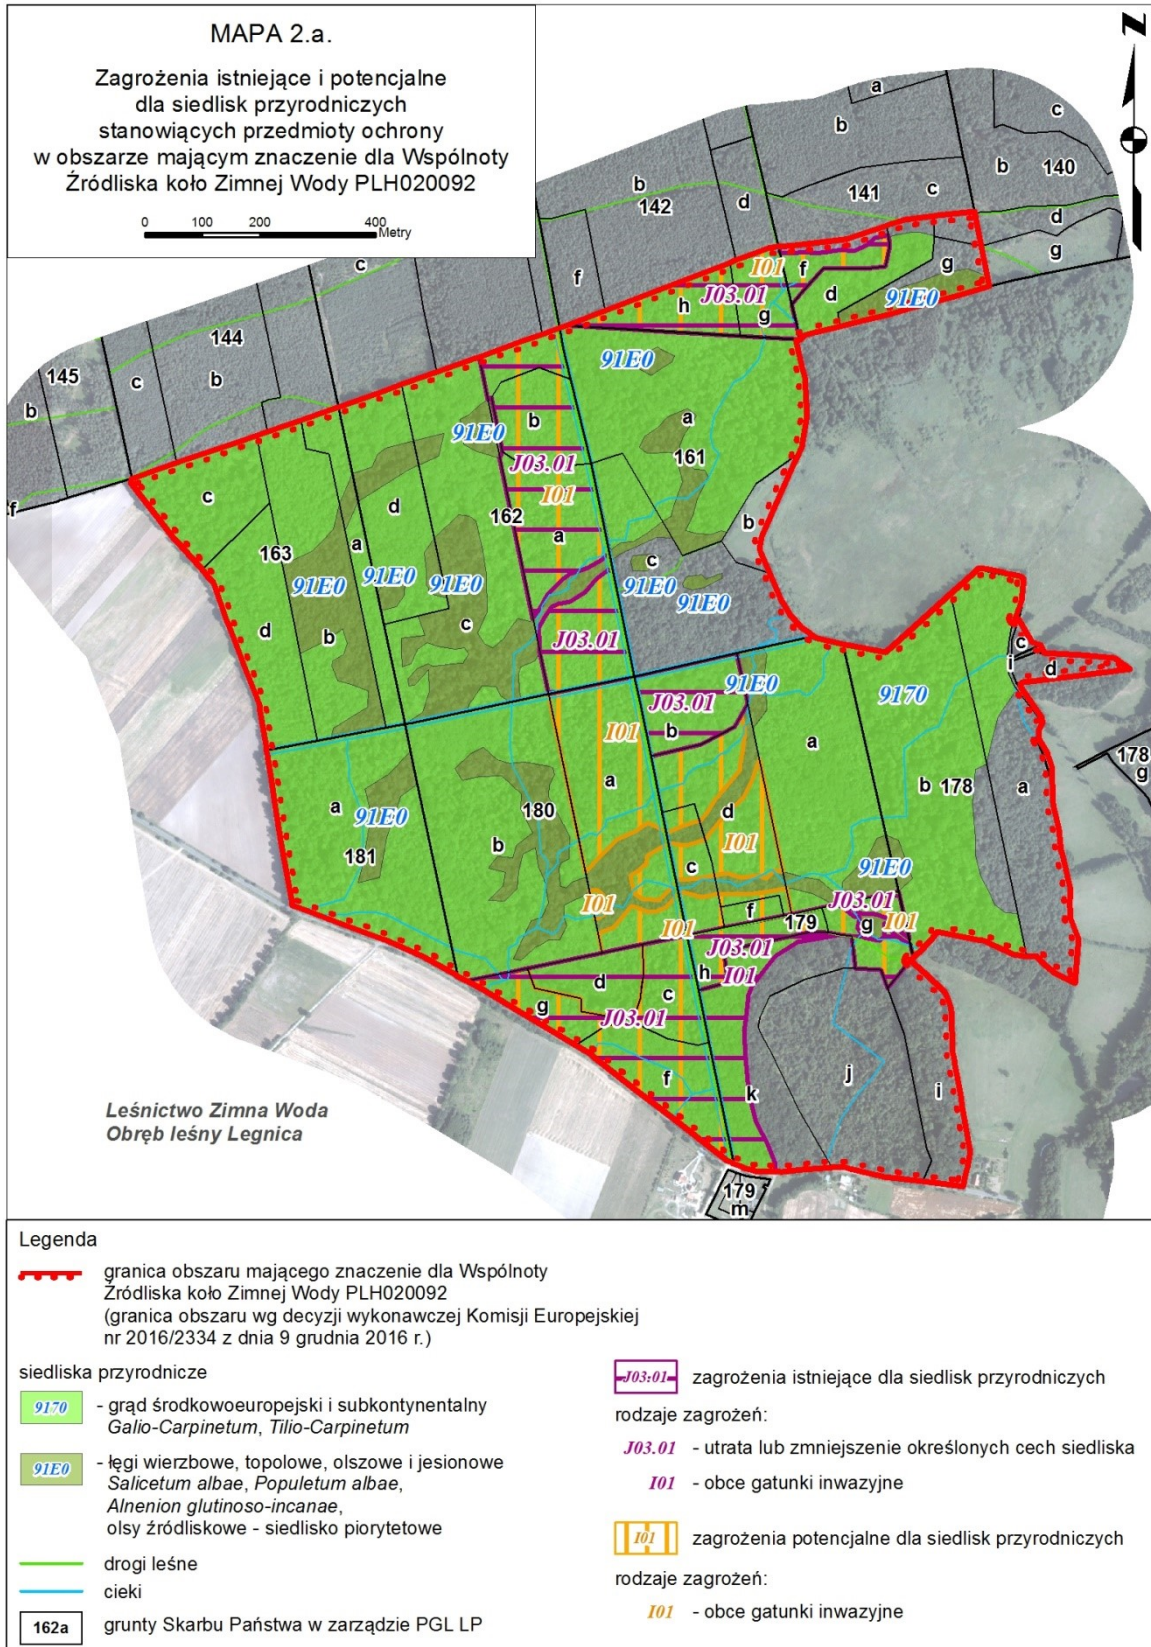 MAPA 2.a.
Zagrożenia istniejące i potencjalne
dla siedlisk przyrodniczych
stanowiących przedmioty ochrony
w obszarze mającym znaczenie dla Wspólnoty
Źródliska koło Zimnej Wody PLH020092
0 100 200 400
Metry
N
a
b
c
b 140
141 c
b
142
d
d
g
f
I01
f
g
J03.01
h
g
d
91E0
c
144
145
c
b
b
f
91E0
b
a
91E0
J03.01
161
c
I01
d
162
b
163
a
a
c
91E0
91E0
91E0
91E0
91E0
c
d
b
J03.01
c
i
d
91E0
9170
J03.01
I01
b
a
178
g
a
a
d
b 178
a
a
91E0
180
b
181
I01
c
91E0
I01
f
J03.01
I01
179
g
I01
J03.01
h
I01
d
c
g
J03.01
f
k
j
i
Leśnictwo Zimna Woda
Obręb leśny Legnica
179
m
Legenda
granica obszaru mającego znaczenie dla Wspólnoty
Źródliska koło Zimnej Wody PLH020092
(granica obszaru wg decyzji wykonawczej Komisji Europejskiej
nr 2016/2334 z dnia 9 grudnia 2016 r.)
siedliska przyrodnicze
9170 - grąd środkowoeuropejski i subkontynentalny
Galio-Carpinetum, Tilio-Carpinetum
91E0 - łęgi wierzbowe, topolowe, olszowe i jesionowe
Salicetum albae, Populetum albae,
Alnenion glutinoso-incanae,
olsy źródliskowe - siedlisko piorytetowe
drogi leśne
cieki
162a grunty Skarbu Państwa w zarządzie PGL LP
J03.01 zagrożenia istniejące dla siedlisk przyrodniczych
rodzaje zagrożeń:
J03.01 - utrata lub zmniejszenie określonych cech siedliska
I01 - obce gatunki inwazyjne
I01 zagrożenia potencjalne dla siedlisk przyrodniczych
rodzaje zagrożeń:
I01 - obce gatunki inwazyjne